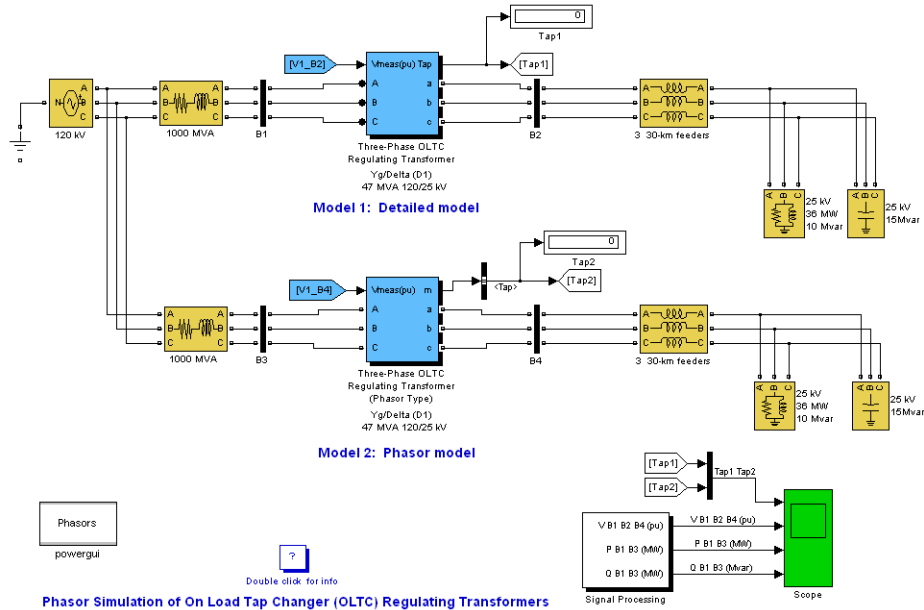 0
Tap1
[V1_B2]
Vmeas(pu) Tap
[Tap1]
A
B
C
a
b
c
N
A
B
C
120 kV
A
B
C
A
B
C
1000 MVA
B1
B2
A
B
C
A
B
C
3 30-km feeders
Three-Phase OLTC
Regulating Transformer
Yg/Delta (D1)
47 MVA 120/25 kV
Model 1: Detailed model
A B C
25 kV
36 MW
10 Mvar
A B C
25 kV
15Mvar
0
Tap2
[V1_B4]
Vmeas(pu) m
<Tap>
[Tap2]
A
B
C
a
b
c
A
B
C
A
B
C
1000 MVA
B3
B4
A
B
C
A
B
C
3 30-km feeders
Three-Phase OLTC
Regulating Transformer
(Phasor Type)
Yg/Delta (D1)
47 MVA 120/25 kV
Model 2: Phasor model
A B C
25 kV
36 MW
10 Mvar
A B C
25 kV
15Mvar
[Tap1]
[Tap2]
Tap1 Tap2
V B1 B2 B4 (pu)
P B1 B3 (MW)
Q B1 B3 (MW)
V B1 B2 B4 (pu)
P B1 B3 (MW)
Q B1 B3 (Mvar)
Signal Processing
Scope
Phasors
powergui
?
Double click for info
Phasor Simulation of On Load Tap Changer (OLTC) Regulating Transformers